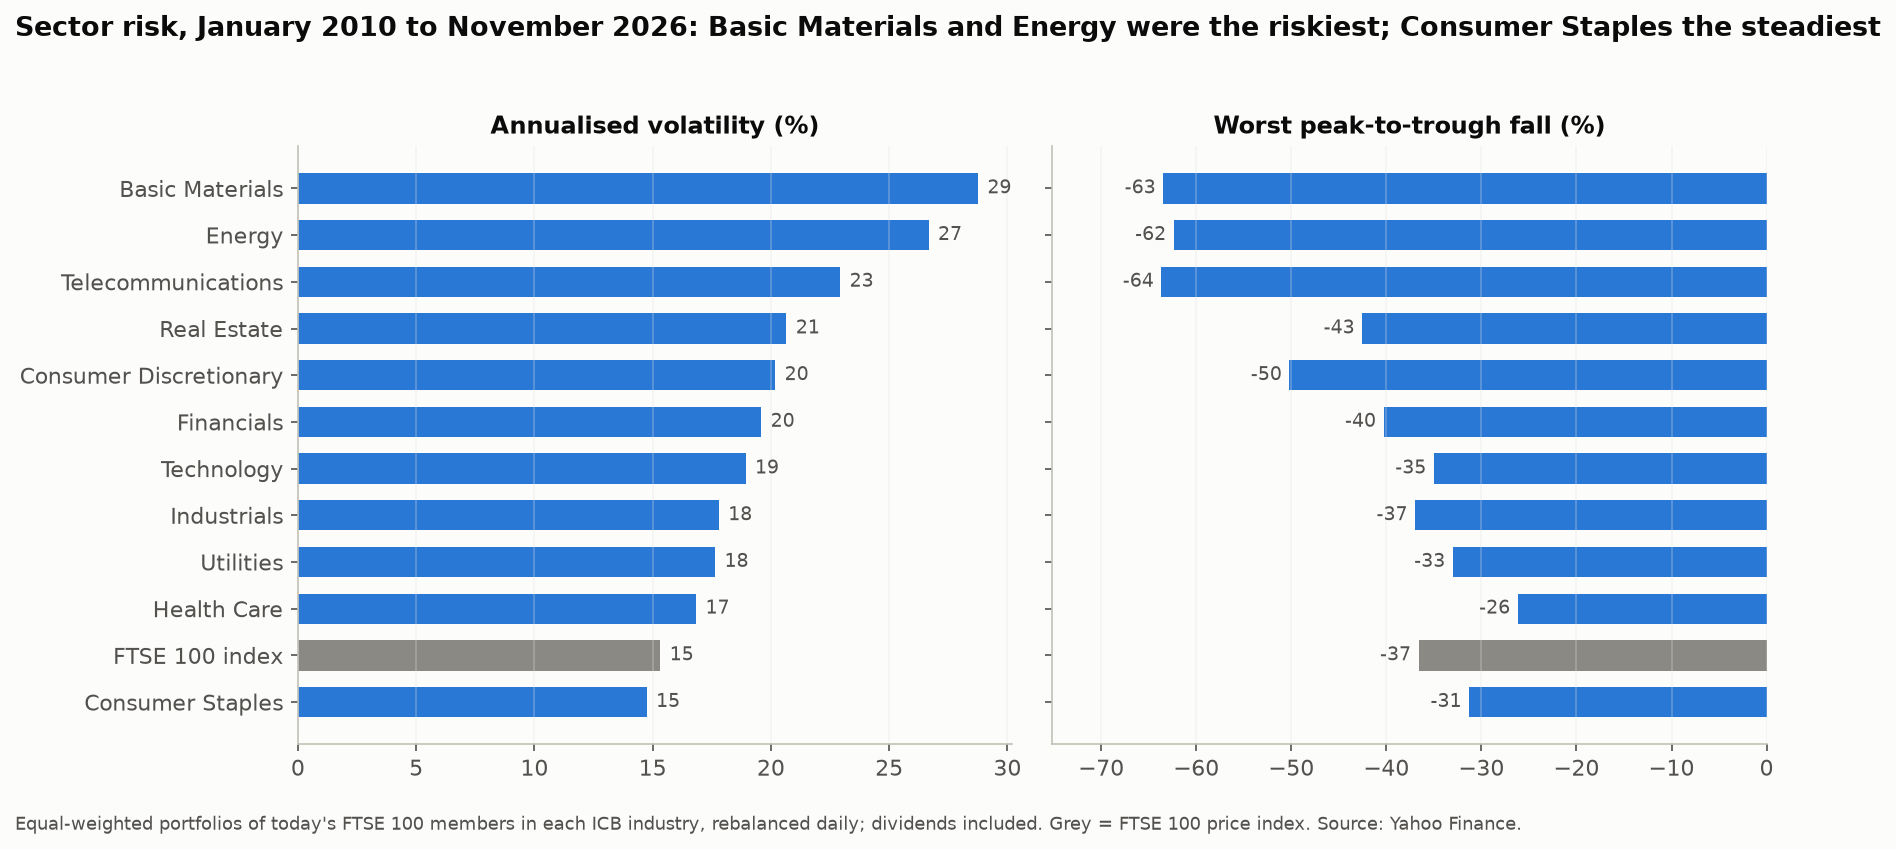 Sector risk, January 2010 to November 2026: Basic Materials and Energy were the riskiest; Consumer Staples the steadiest
Annualised volatility (%)
Basic Materials
29
Energy
27
Telecommunications
23
Real Estate
21
Consumer Discretionary
20
Financials
20
Technology
19
Industrials
18
Utilities
18
Health Care
17
FTSE 100 index
15
Consumer Staples
15
0 5 10 15 20 25 30
Worst peak-to-trough fall (%)
-63
-62
-64
-43
-50
-40
-35
-37
-33
-26
-37
-31
−70 −60 −50 −40 −30 −20 −10 0
Equal-weighted portfolios of today's FTSE 100 members in each ICB industry, rebalanced daily; dividends included. Grey = FTSE 100 price index. Source: Yahoo Finance.